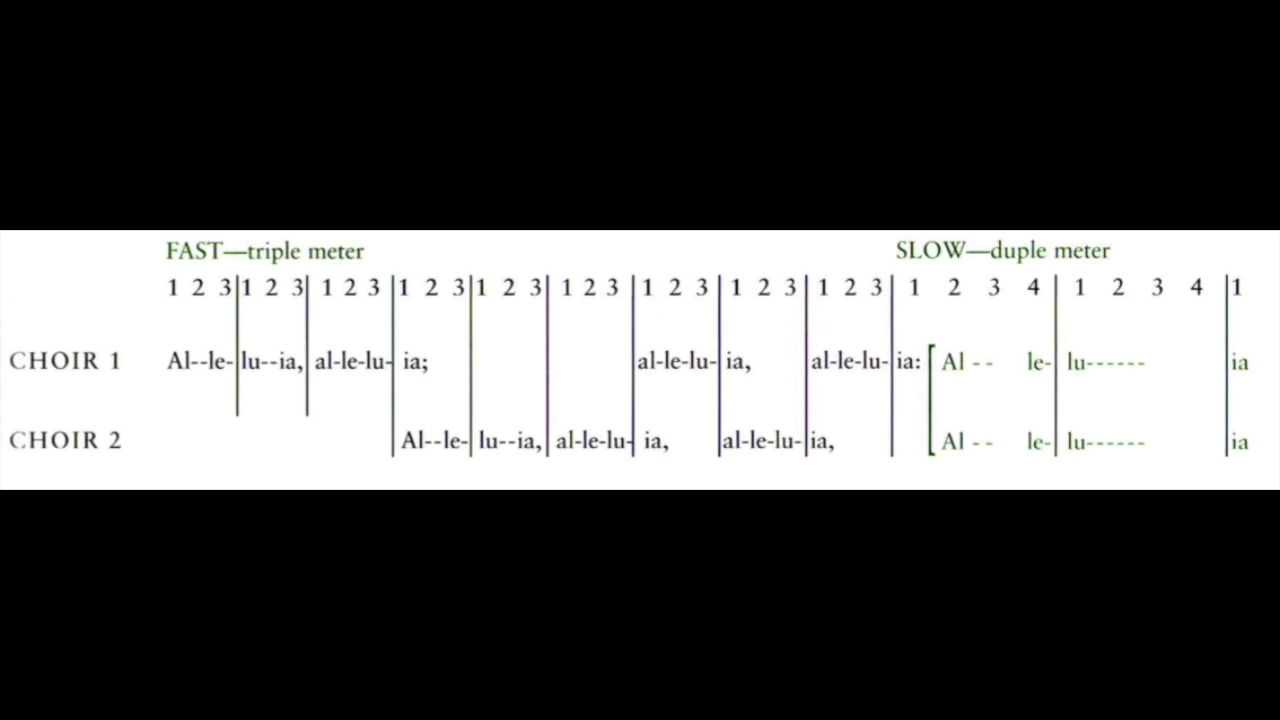 FAST—triple meter SLOW—duple meter
1 2 3 1 2 3 1 2 3 1 2 3 1 2 3 1 2 3 1 2 3 1 2 3 1 2 3 1 2 3 4 1 2 3 4 1
CHOIR 1 Al--le- lu--ia, al-le-lu- ia; al-le-lu- ia, al-le-lu- ia: Al -- le- lu------ ia
CHOIR 2 Al--le- lu--ia, al-le-lu- ia, al-le-lu- ia, Al -- le- lu------ ia